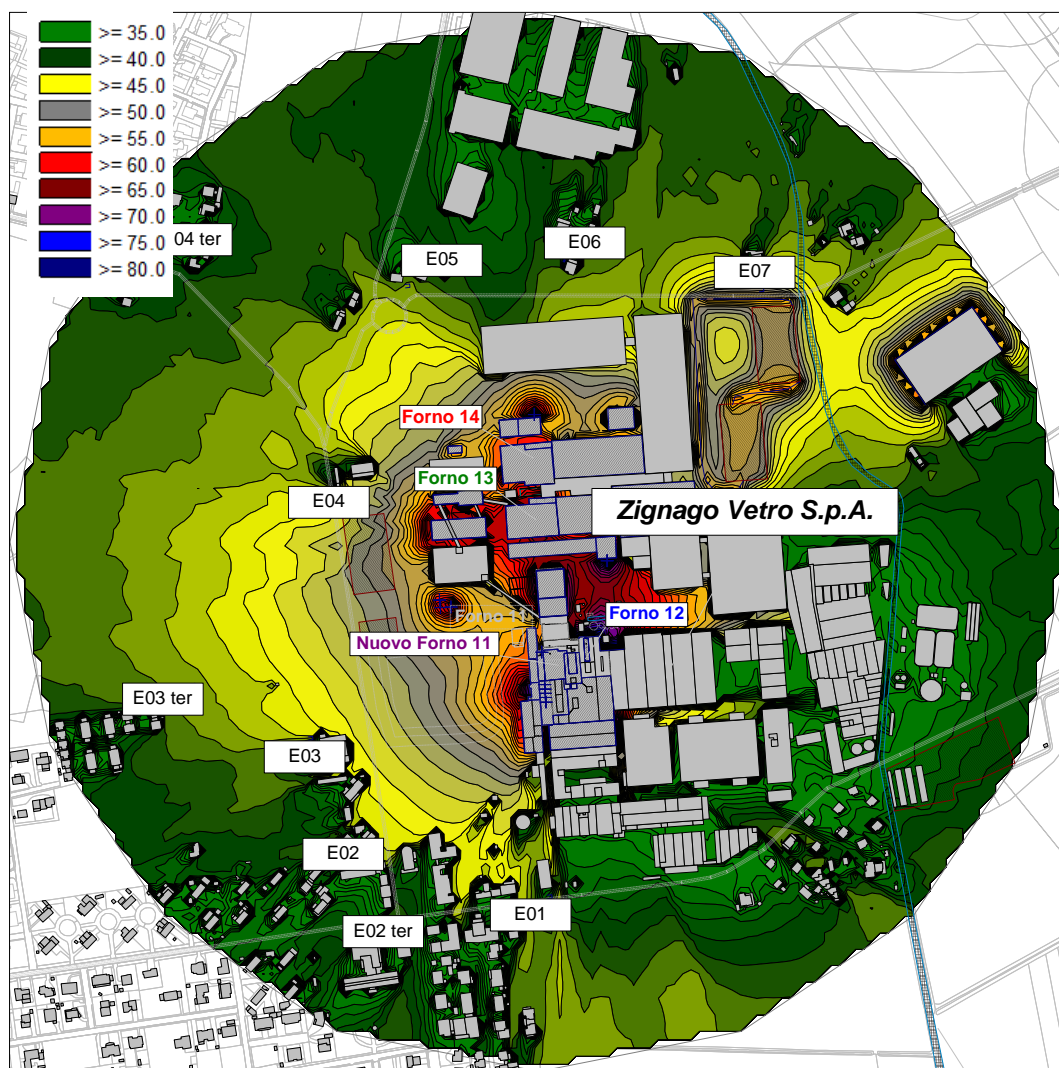 >= 35.0
>= 40.0
>= 45.0
>= 50.0
>= 55.0
>= 60.0
>= 65.0
>= 70.0
>= 75.0
>= 80.0
04 ter
E05
E06
E07
Forno 14
Forno 13
E04
Zignago Vetro S.p.A.
Forno 11
Forno 12
Nuovo Forno 11
E03 ter
E03
E02
E01
E02 ter